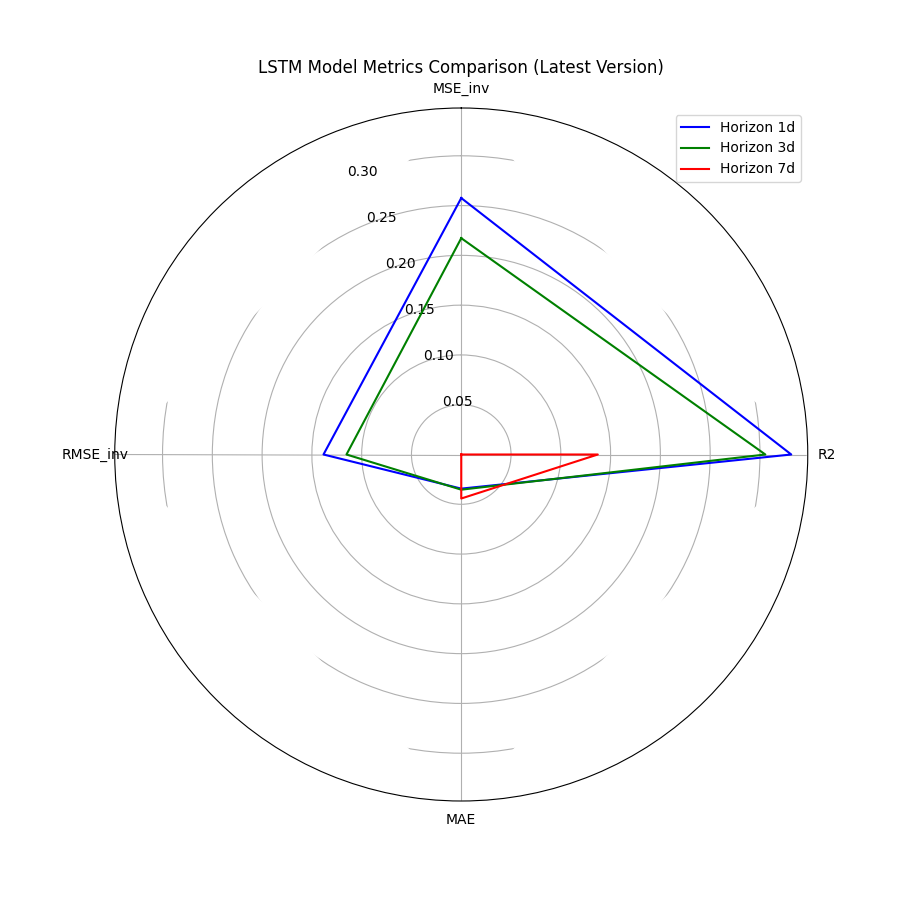 LSTM Model Metrics Comparison (Latest Version)
MSE_inv
Horizon 1d
Horizon 3d
Horizon 7d
0.30
0.25
0.20
0.15
0.10
0.05
RMSE_inv
R2
MAE